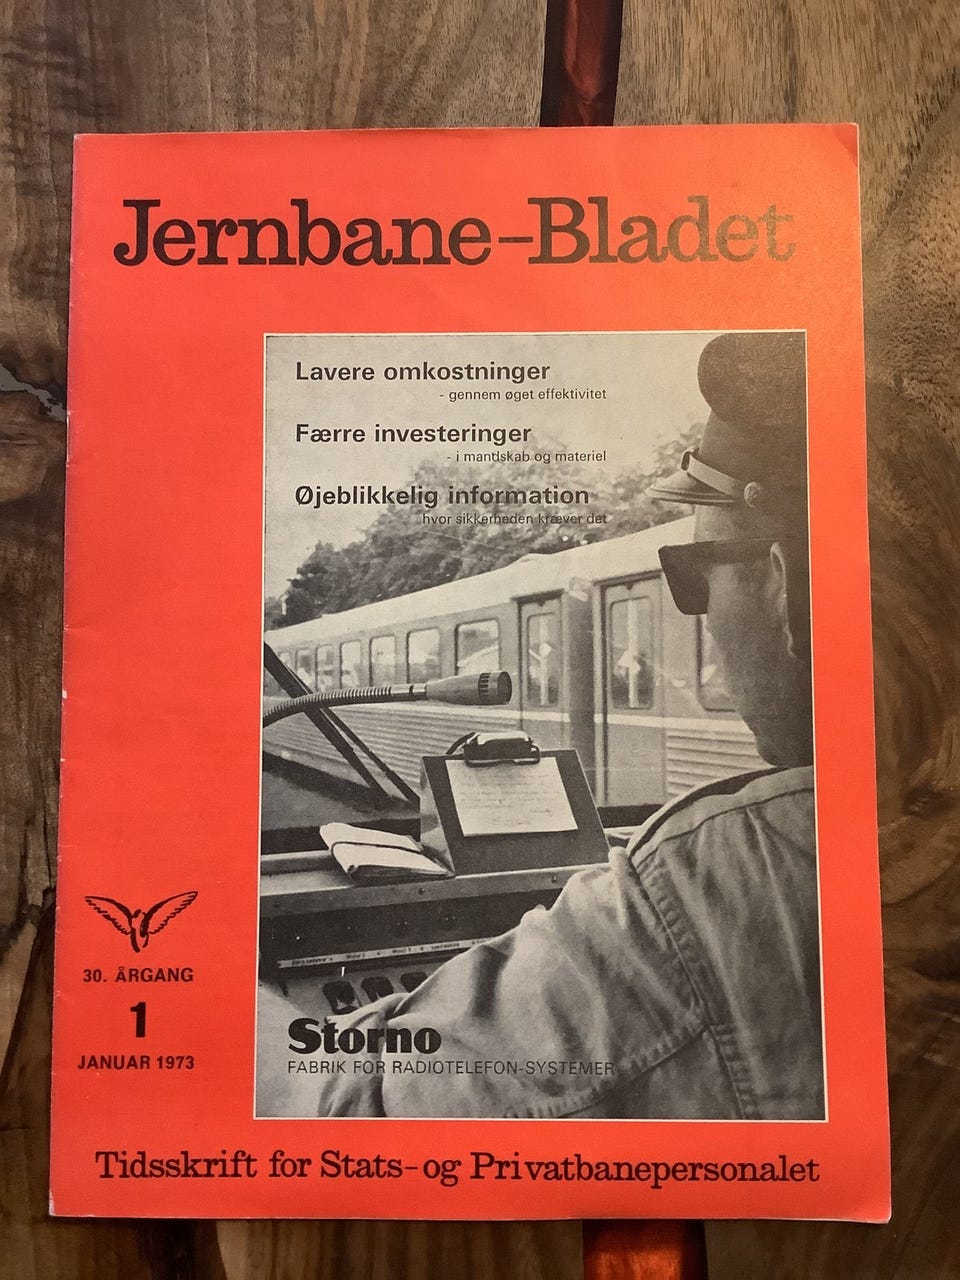 Jernbane-Bladet
Lavere omkostninger
- gennem øget effektivitet
Færre investeringer
- i mandskab og materiel
Øjeblikkelig information
hvor sikkerheden kræver det
30. ÅRGANG
1
JANUAR 1973
Storno
FABRIK FOR RADIOTELEFON-SYSTEMER
Tidsskrift for Stats- og Privatbanepersonalet